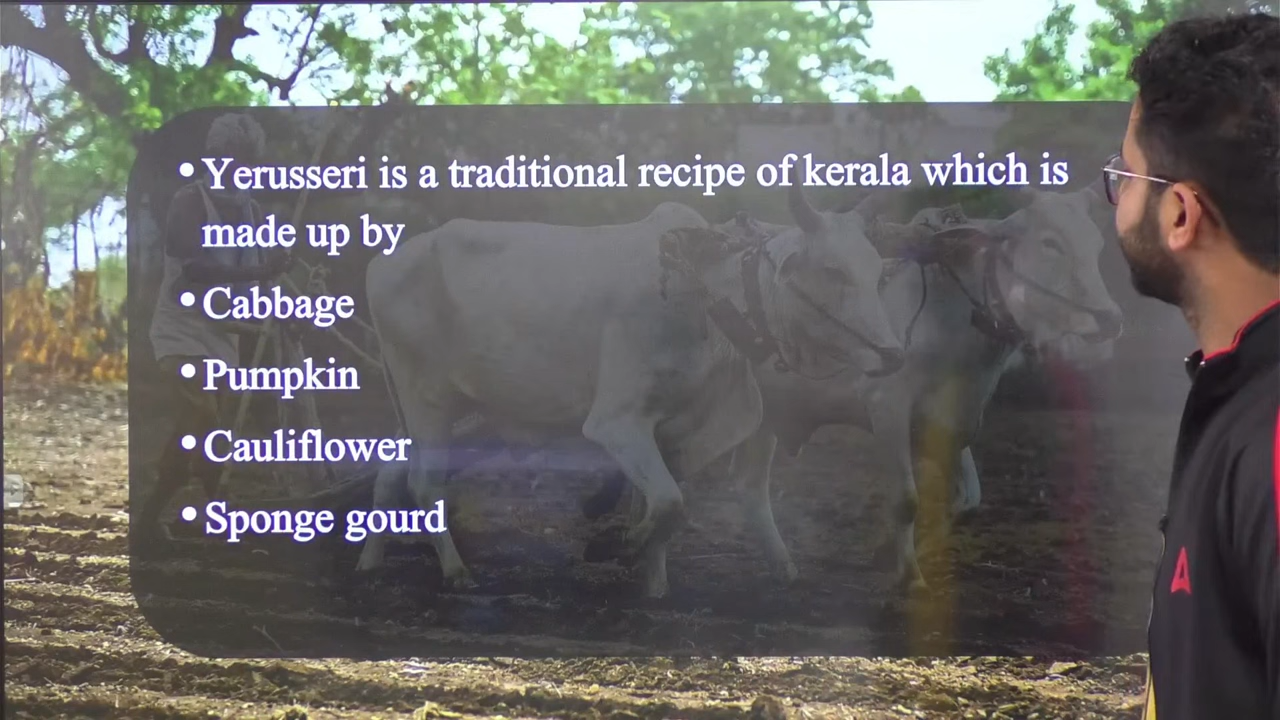 • Yerusseri is a traditional recipe of kerala which is
made up by
• Cabbage
• Pumpkin
• Cauliflower
• Sponge gourd